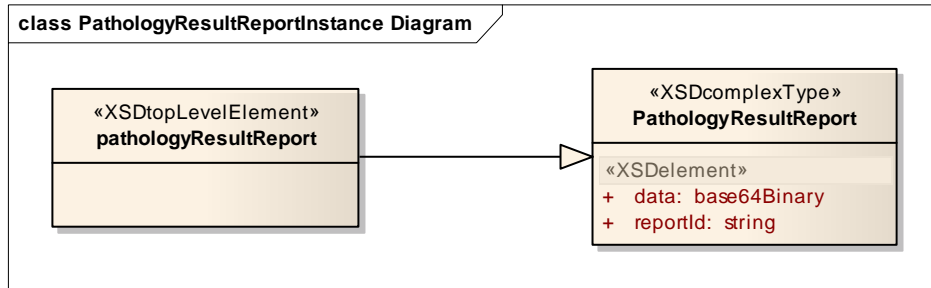 class PathologyResultReportInstance Diagram
«XSDtopLevelElement»
pathologyResultReport
«XSDcomplexType»
PathologyResultReport
«XSDelement»
+ data: base64Binary
+ reportId: string